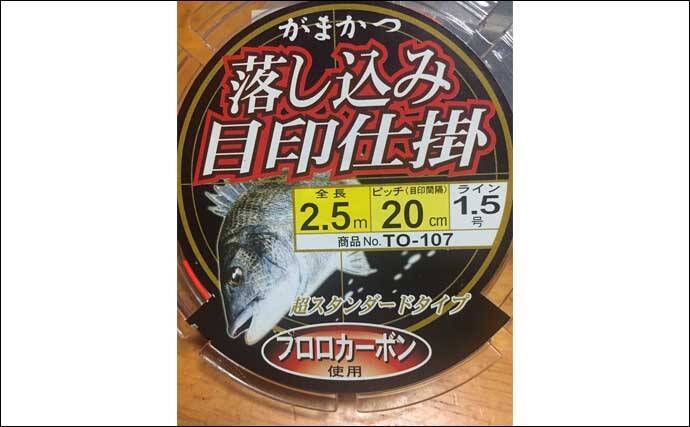 がまかつ
落し込み
目印仕掛
全長 ピッチ(目印間隔) ライン
2.5m 20cm 1.5号
商品No. TO-107
超スタンダードタイプ
フロロカーボン
使用